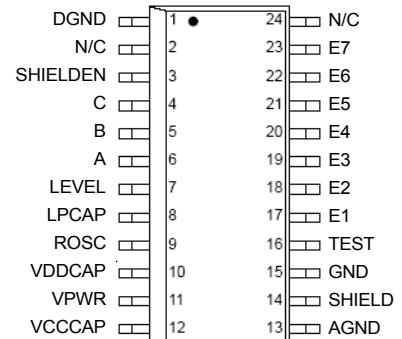 DGND 1 24 N/C
N/C 2 23 E7
SHIELDEN 3 22 E6
C 4 21 E5
B 5 20 E4
A 6 19 E3
LEVEL 7 18 E2
LPCAP 8 17 E1
ROSC 9 16 TEST
VDDCAP 10 15 GND
VPWR 11 14 SHIELD
VCCCAP 12 13 AGND